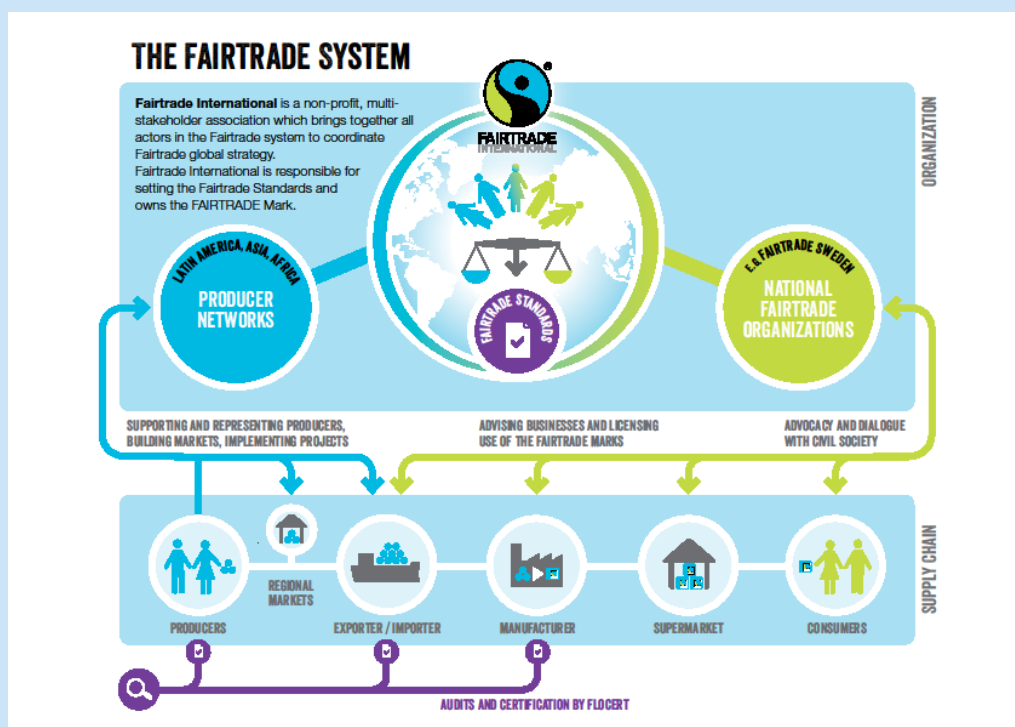 THE FAIRTRADE SYSTEM
Fairtrade International is a non-profit, multi-
stakeholder association which brings together all
actors in the Fairtrade system to coordinate
Fairtrade global strategy.
Fairtrade International is responsible for
setting the Fairtrade Standards and
owns the FAIRTRADE Mark.
®
FAIRTRADE
INTERNATIONAL
ORGANIZATION
LATIN AMERICA, ASIA, AFRICA
PRODUCER
NETWORKS
FAIRTRADE STANDARDS
E.G. FAIRTRADE SWEDEN
NATIONAL
FAIRTRADE
ORGANIZATIONS
SUPPORTING AND REPRESENTING PRODUCERS,
BUILDING MARKETS, IMPLEMENTING PROJECTS
ADVISING BUSINESSES AND LICENSING
USE OF THE FAIRTRADE MARKS
ADVOCACY AND DIALOGUE
WITH CIVIL SOCIETY
SUPPLY CHAIN
PRODUCERS
REGIONAL
MARKETS
EXPORTER / IMPORTER
MANUFACTURER
SUPERMARKET
CONSUMERS
AUDITS AND CERTIFICATION BY FLOCERT